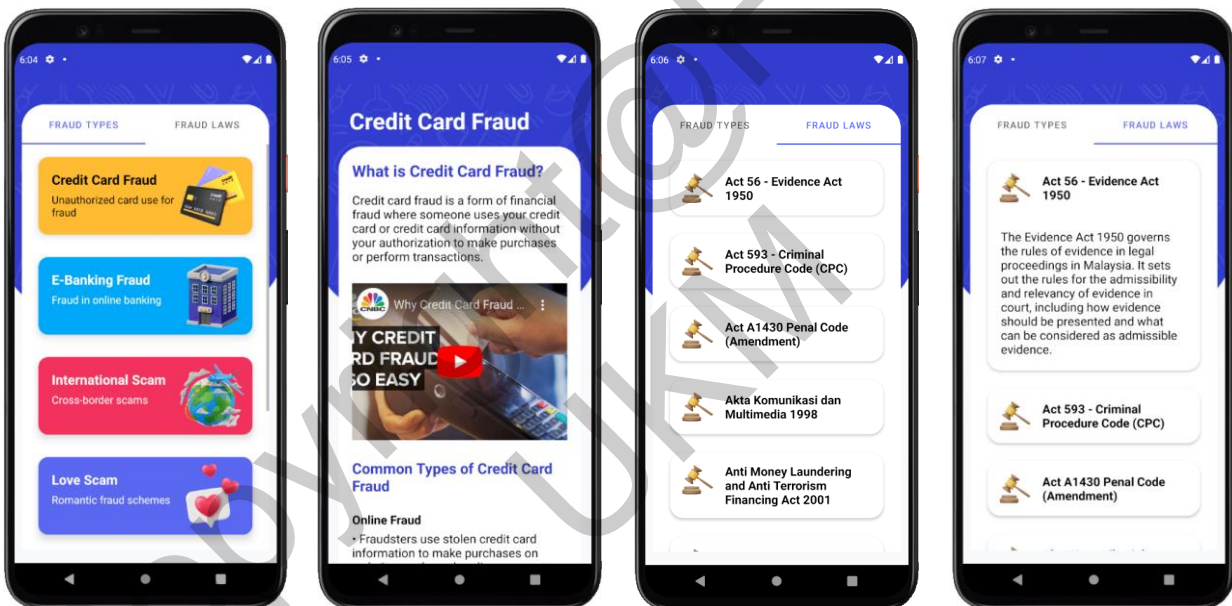 6:04
FRAUD TYPES FRAUD LAWS
Credit Card Fraud
Unauthorized card use for
fraud
E-Banking Fraud
Fraud in online banking
International Scam
Cross-border scams
Love Scam
Romantic fraud schemes
6:05
Credit Card Fraud
What is Credit Card Fraud?
Credit card fraud is a form of financial
fraud where someone uses your credit
card or credit card information without
your authorization to make purchases
or perform transactions.
CNBC
Why Credit Card Fraud ...
Y CREDIT
RD FRAUD
SO EASY
Common Types of Credit Card
Fraud
Online Fraud
• Fraudsters use stolen credit card
information to make purchases on
6:06
FRAUD TYPES FRAUD LAWS
Act 56 - Evidence Act
1950
Act 593 - Criminal
Procedure Code (CPC)
Act A1430 Penal Code
(Amendment)
Akta Komunikasi dan
Multimedia 1998
Anti Money Laundering
and Anti Terrorism
Financing Act 2001
6:07
FRAUD TYPES FRAUD LAWS
Act 56 - Evidence Act
1950
The Evidence Act 1950 governs
the rules of evidence in legal
proceedings in Malaysia. It sets
out the rules for the admissibility
and relevancy of evidence in
court, including how evidence
should be presented and what
can be considered as admissible
evidence.
Act 593 - Criminal
Procedure Code (CPC)
Act A1430 Penal Code
(Amendment)
UKM